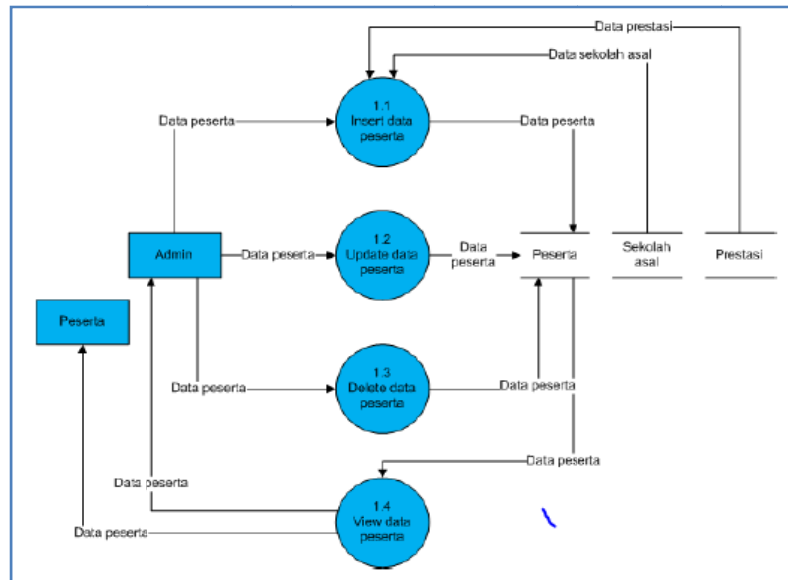 Data prestasi
Data sekolah asal
1.1
Insert data
peserta
Data peserta
Data peserta
1.2
Update data
peserta
Admin
Data peserta
Data
peserta
Peserta
Sekolah
asal
Prestasi
Peserta
1.3
Delete data
peserta
Data peserta
Data peserta
Data peserta
Data peserta
1.4
View data
peserta
Data peserta